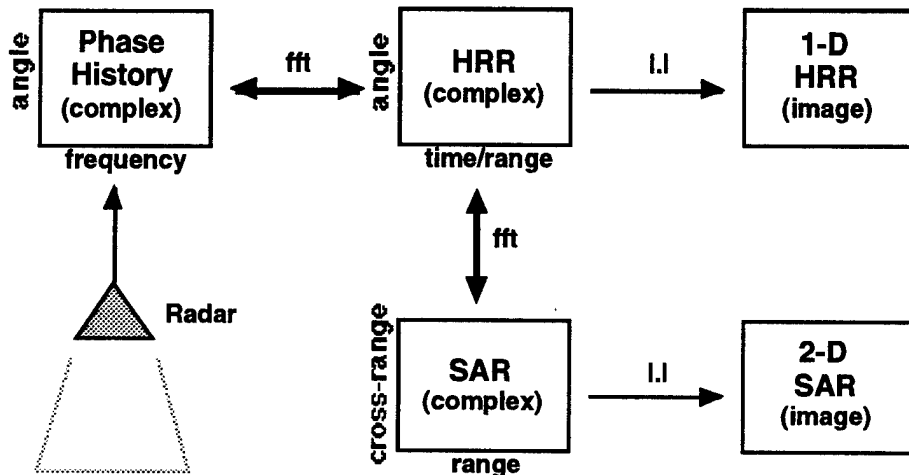 angle
Phase
History
(complex)
frequency
fft
angle
HRR
(complex)
time/range
|.|
1-D
HRR
(image)
fft
Radar
cross-range
SAR
(complex)
range
|.|
2-D
SAR
(image)